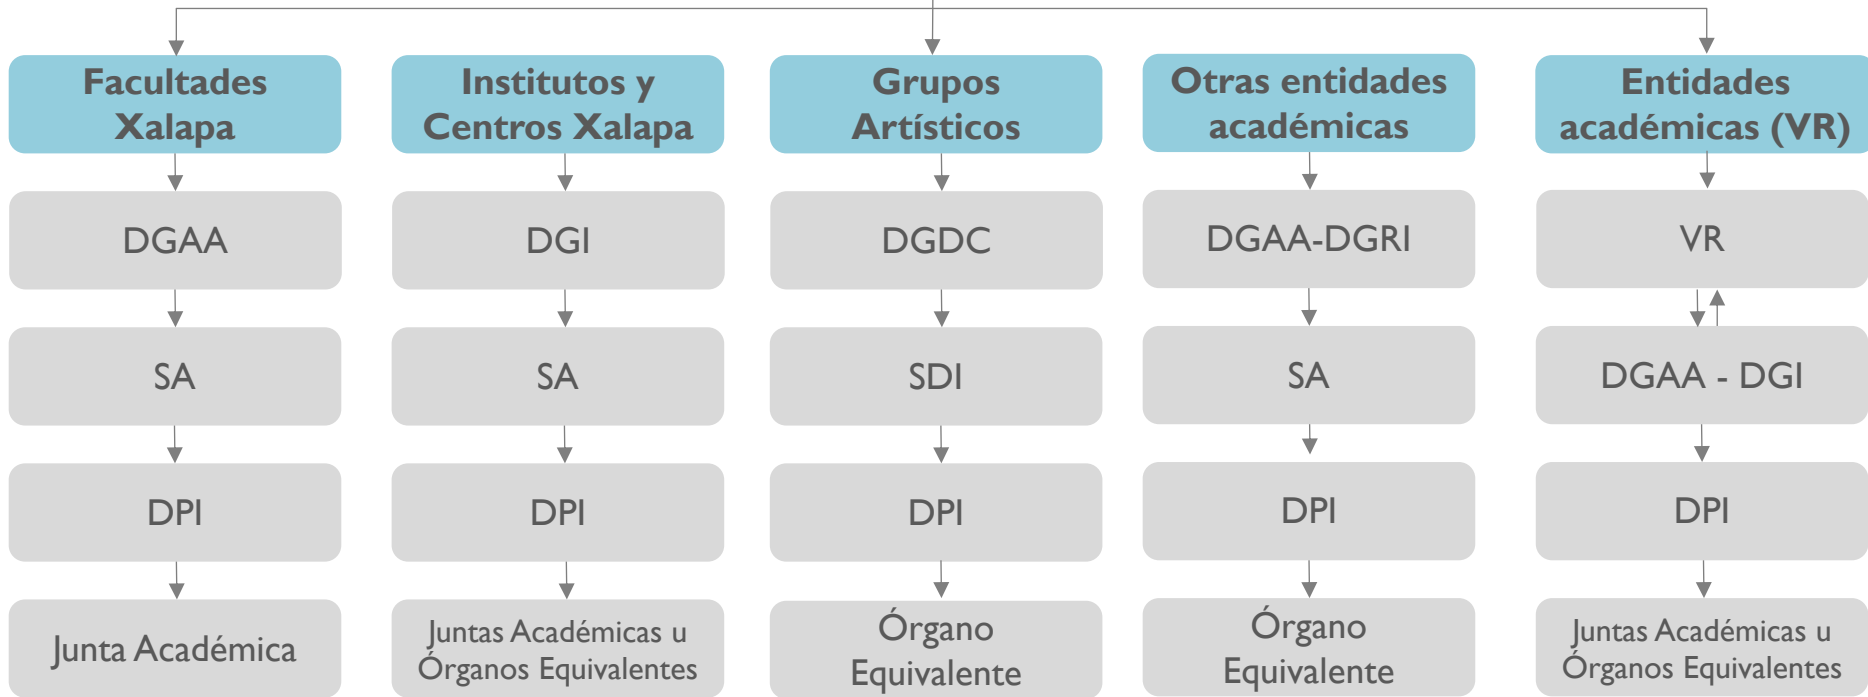 Facultades
Xalapa
Institutos y
Centros Xalapa
Grupos
Artísticos
Otras entidades
académicas
Entidades
académicas (VR)
DGAA
DGI
DGDC
DGAA-DGRI
VR
SA
SA
SDI
SA
DGAA - DGI
DPI
DPI
DPI
DPI
DPI
Junta Académica
Juntas Académicas u
Órganos Equivalentes
Órgano
Equivalente
Órgano
Equivalente
Juntas Académicas u
Órganos Equivalentes